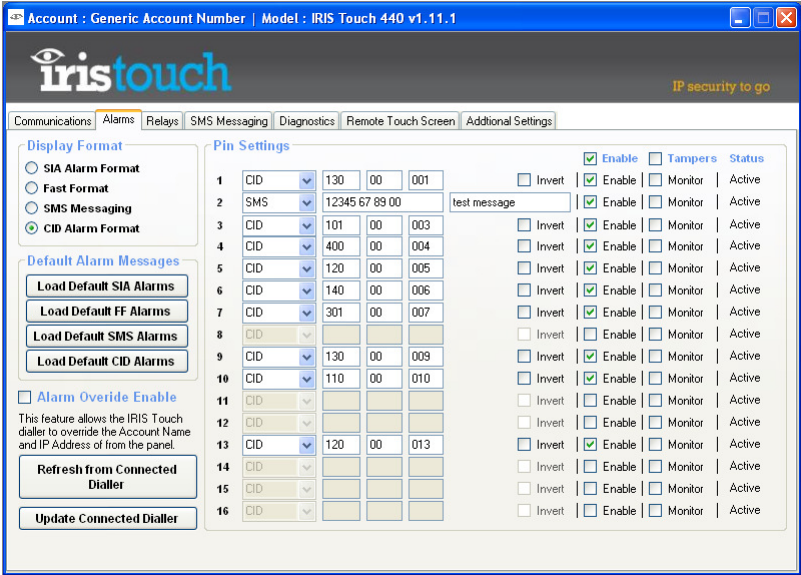 Account : Generic Account Number | Model : IRIS Touch 440 v1.11.1
iristouch
IP security to go
Communications Alarms Relays SMS Messaging Diagnostics Remote Touch Screen Addtional Settings
Display Format
SIA Alarm Format
Fast Format
SMS Messaging
CID Alarm Format
Default Alarm Messages
Load Default SIA Alarms
Load Default FF Alarms
Load Default SMS Alarms
Load Default CID Alarms
Alarm Overide Enable
This feature allows the IRIS Touch
dialler to override the Account Name
and IP Address of from the panel.
Refresh from Connected
Dialler
Update Connected Dialler
Pin Settings
Enable Tampers Status
1 CID 130 00 001 Invert Enable Monitor Active
2 SMS 12345 67 89 00 test message Enable Monitor Active
3 CID 101 00 003 Invert Enable Monitor Active
4 CID 400 00 004 Invert Enable Monitor Active
5 CID 120 00 005 Invert Enable Monitor Active
6 CID 140 00 006 Invert Enable Monitor Active
7 CID 301 00 007 Invert Enable Monitor Active
8 CID Invert Enable Monitor Active
9 CID 130 00 009 Invert Enable Monitor Active
10 CID 110 00 010 Invert Enable Monitor Active
11 CID Invert Enable Monitor Active
12 CID Invert Enable Monitor Active
13 CID 120 00 013 Invert Enable Monitor Active
14 CID Invert Enable Monitor Active
15 CID Invert Enable Monitor Active
16 CID Invert Enable Monitor Active